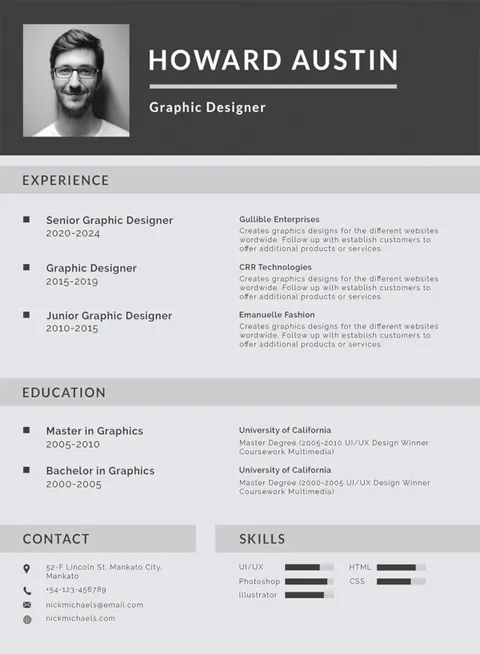 HOWARD AUSTIN
Graphic Designer
EXPERIENCE
Senior Graphic Designer
2020-2024
Gullible Enterprises
Creates graphics designs for the different websites
wordwide. Follow up with establish customers to
offer additional products or services.
Graphic Designer
2015-2019
CRR Technologies
Creates graphics designs for the different websites
wordwide. Follow up with establish customers to
offer additional products or services.
Junior Graphic Designer
2010-2015
Emanuelle Fashion
Creates graphics designs for the different websites
wordwide. Follow up with establish customers to
offer additional products or services.
EDUCATION
Master in Graphics
2005-2010
University of California
Master Degree (2005-2010 UI/UX Design Winner
Coursework Multimedia)
Bachelor in Graphics
2000-2005
University of California
Master Degree (2000-2005 UI/UX Design Winner
Coursework Multimedia)
CONTACT
52-F Lincoln St. Mankato City,
Mankato
+54-123-456789
nickmichaels@email.com
nickmichaels.com
SKILLS
UI/UX
Photoshop
Illustrator
HTML
CSS